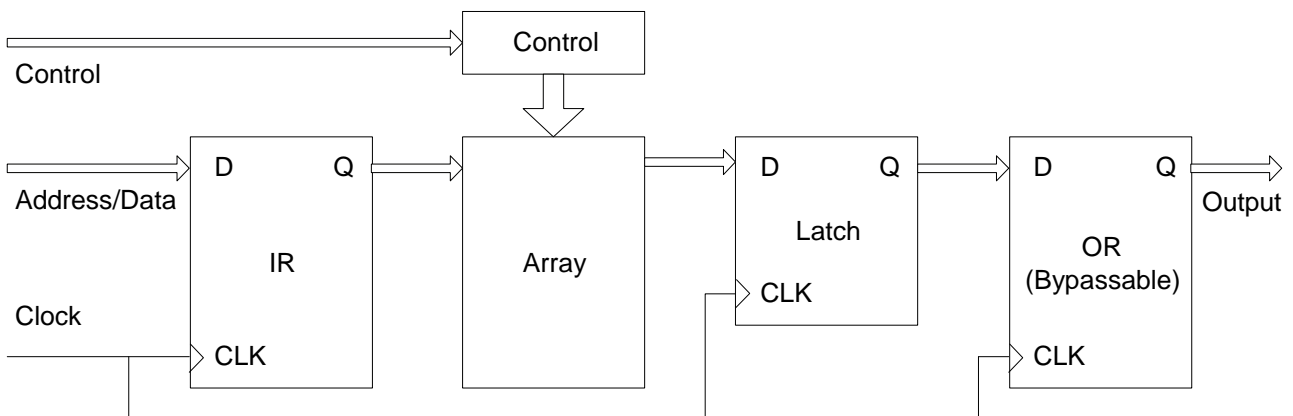 Control
Control
Address/Data
D
Q
IR
CLK
Clock
Array
D
Q
Latch
CLK
D
Q
OR
(Bypassable)
CLK
Output